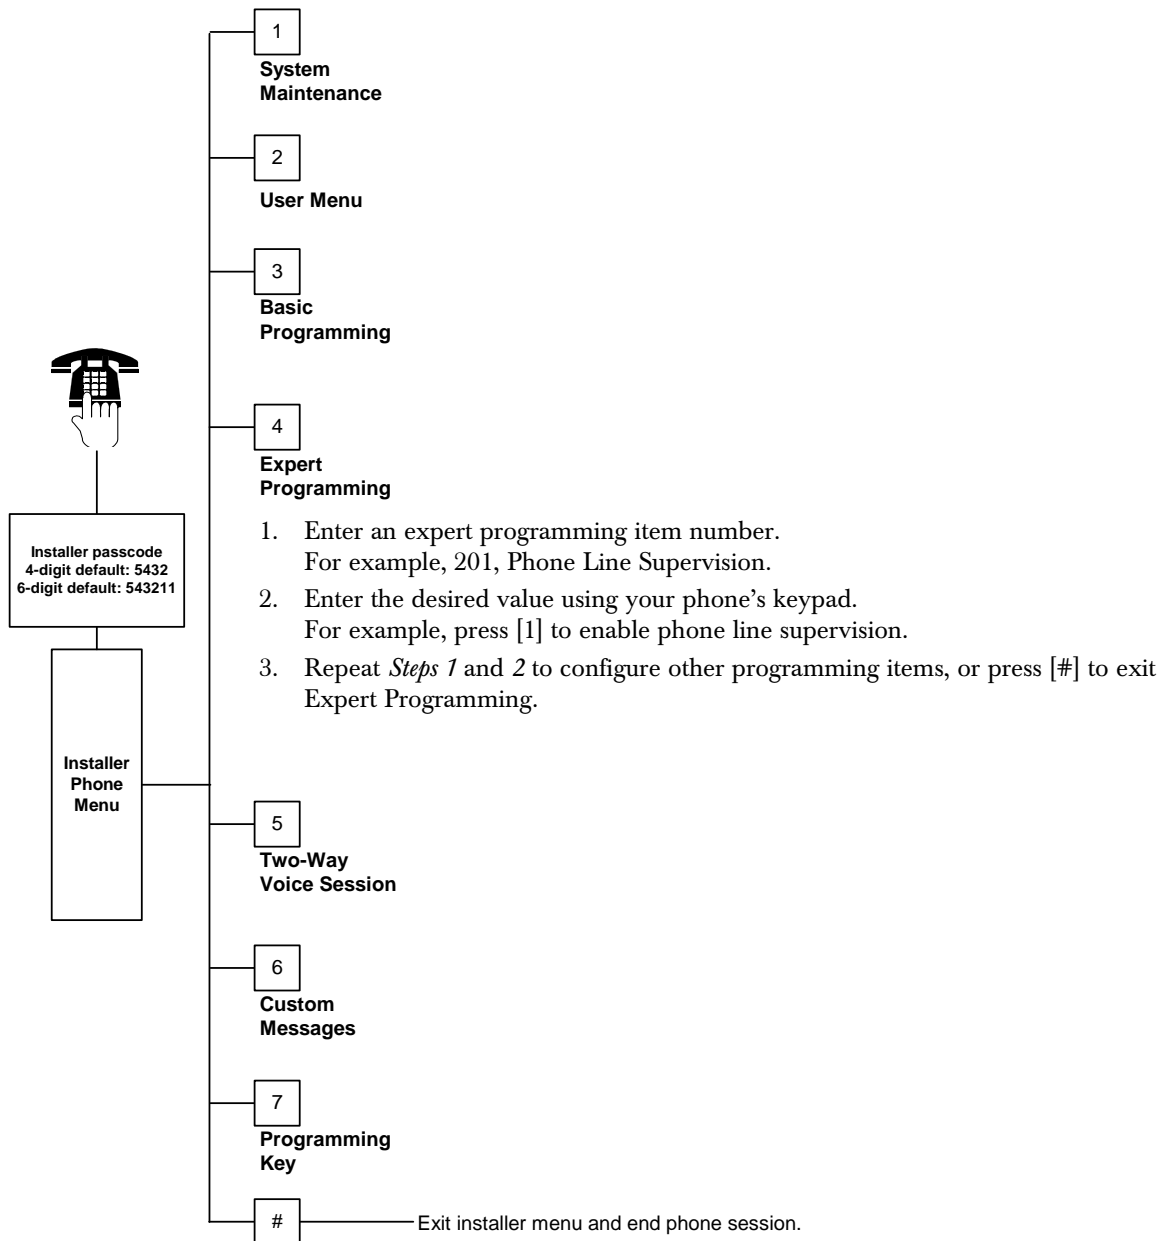 1
System
Maintenance
2
User Menu
3
Basic
Programming
4
Expert
Programming
1. Enter an expert programming item number.
For example, 201, Phone Line Supervision.
2. Enter the desired value using your phone's keypad.
For example, press [1] to enable phone line supervision.
3. Repeat Steps 1 and 2 to configure other programming items, or press [#] to exit
Expert Programming.
Installer passcode
4-digit default: 5432
6-digit default: 543211
Installer
Phone
Menu
5
Two-Way
Voice Session
6
Custom
Messages
7
Programming
Key
#
Exit installer menu and end phone session.